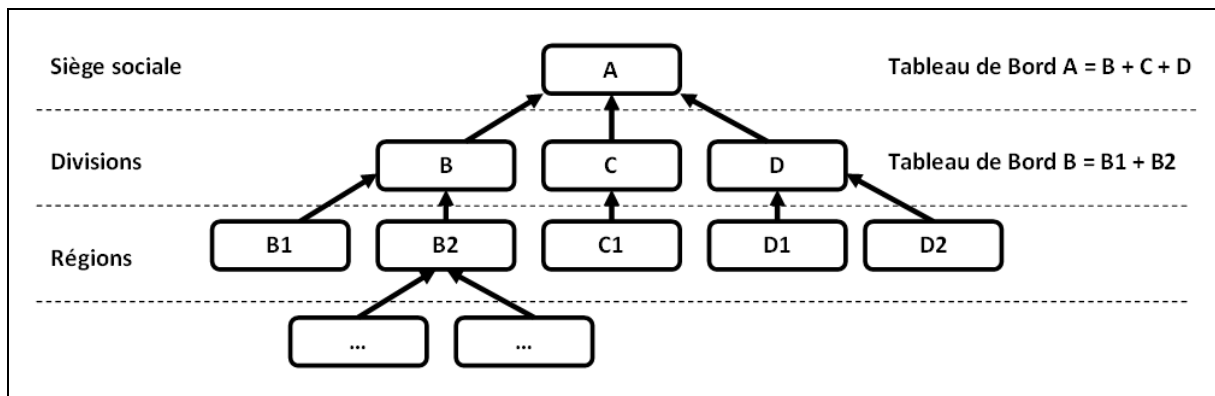 Siège sociale
A
Tableau de Bord A = B + C + D
Divisions
B
C
D
Tableau de Bord B = B1 + B2
Régions
B1
B2
C1
D1
D2
...
...